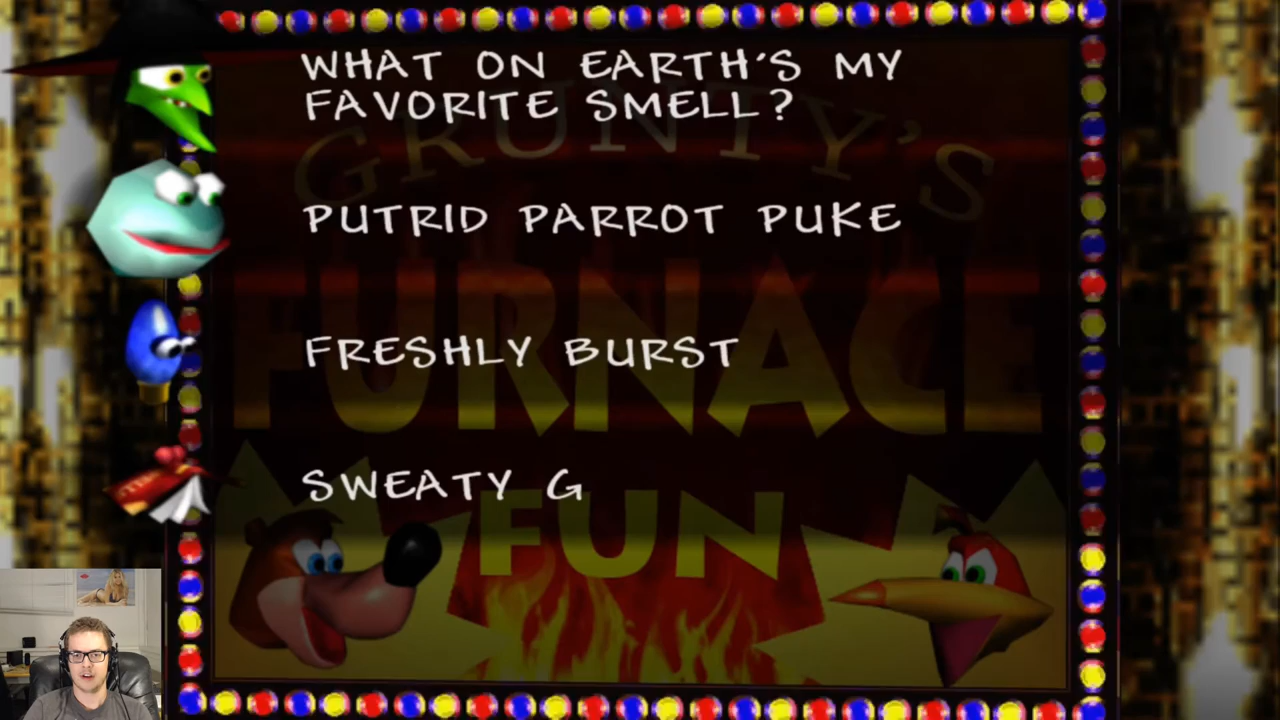 WHAT ON EARTH'S MY
FAVORITE SMELL?
GRUNTY'S
PUTRID PARROT PUKE
FURNACE
FRESHLY BURST
SWEATY G
FUN